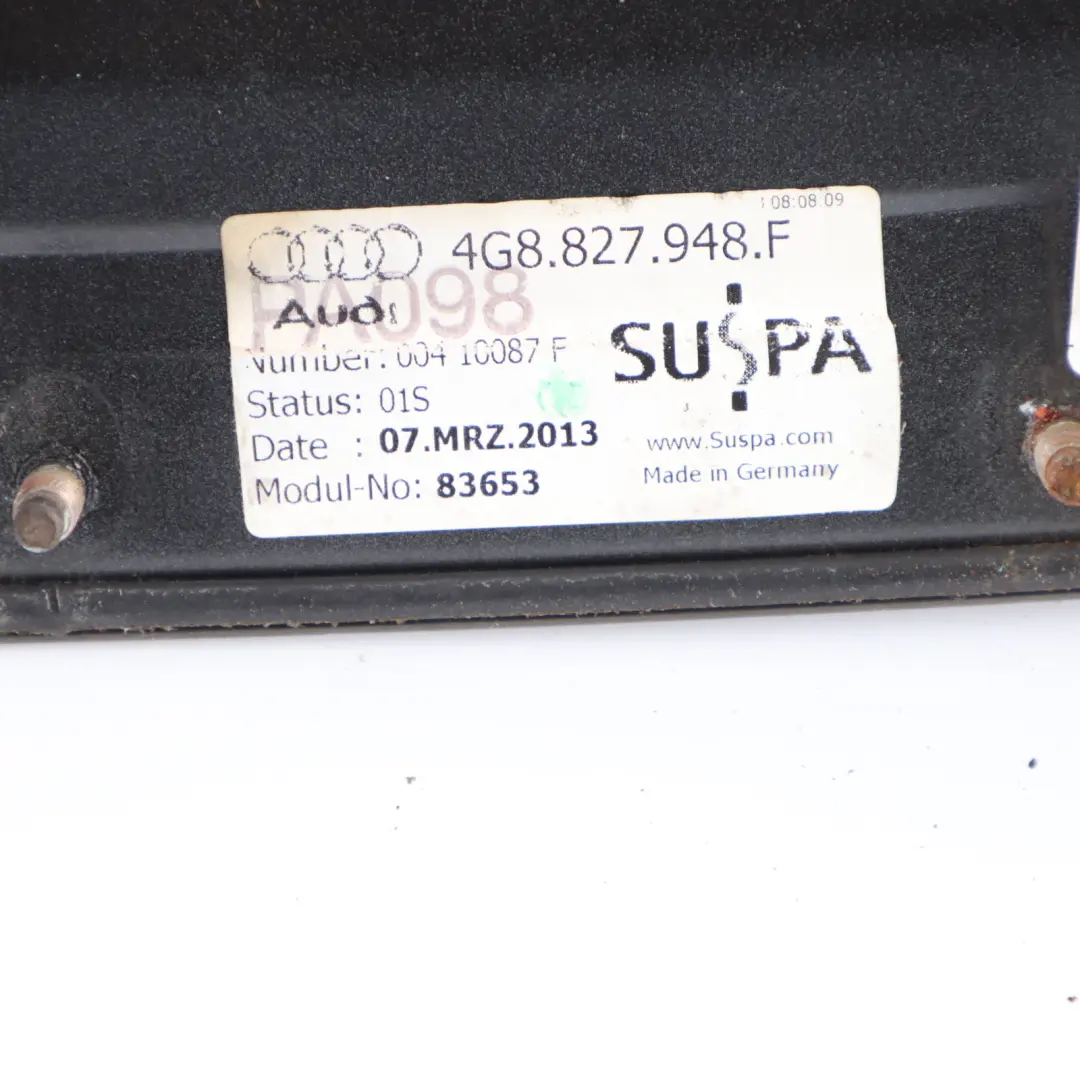 08:08:09
4G8.827.948.F
Audi
PA098
Number: 004 10087 F
Status: 01S
Date : 07.MRZ.2013
Modul-No: 83653
SUSPA
www.Suspa.com
Made in Germany